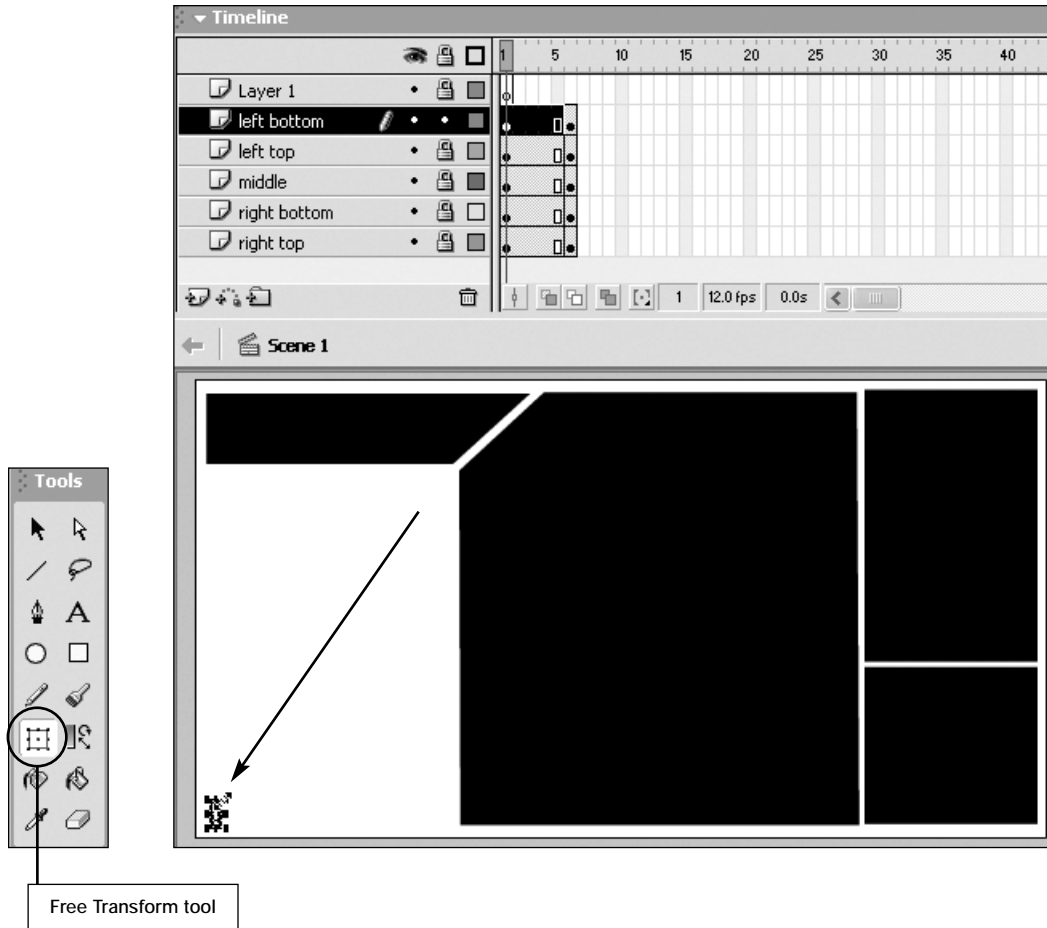 Timeline
1 5 10 15 20 25 30 35 40
Layer 1
left bottom
left top
middle
right bottom
right top
1 12.0 fps 0.0s
Scene 1
Tools
A
Free Transform tool